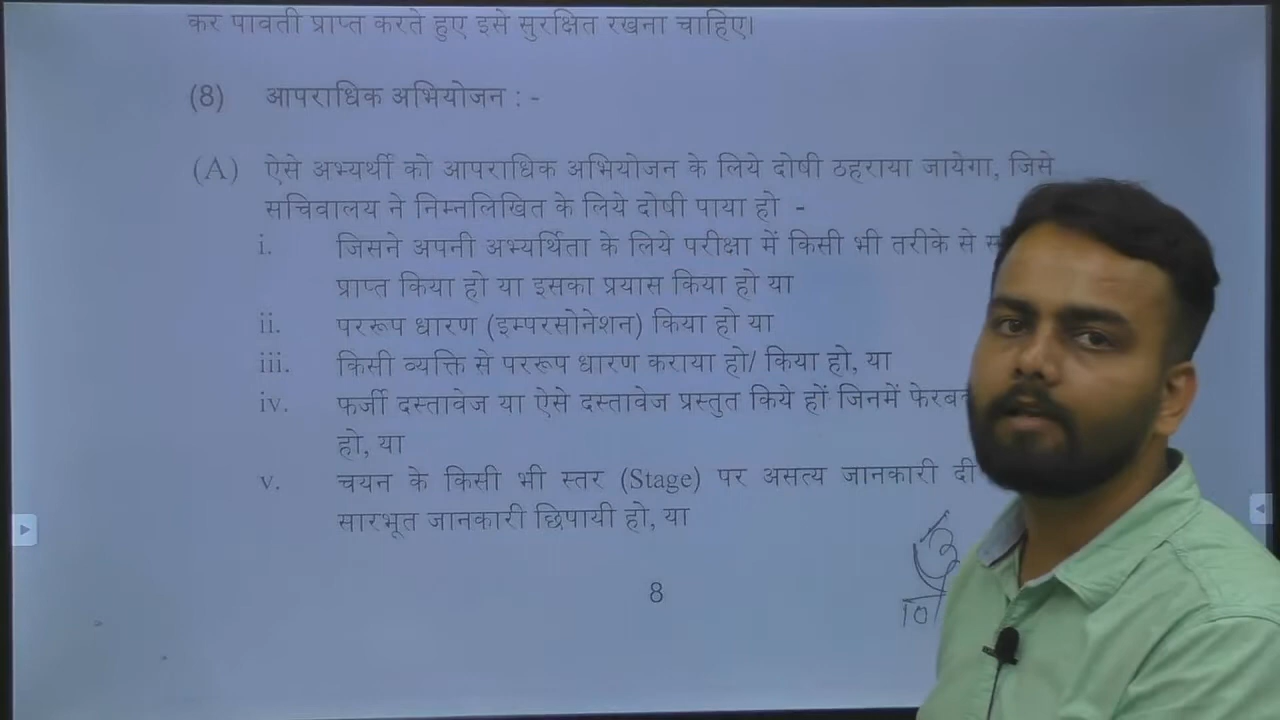 कर पावती प्राप्त करते हुए इसे सुरक्षित रखना चाहिए।
(8) आपराधिक अभियोजन : -
(A) ऐसे अभ्यर्थी को आपराधिक अभियोजन के लिये दोषी ठहराया जायेगा, जिसे
सचिवालय ने निम्नलिखित के लिये दोषी पाया हो -
i. जिसने अपनी अभ्यर्थिता के लिये परीक्षा में किसी भी तरीके से
प्राप्त किया हो या इसका प्रयास किया हो या
ii. पररूप धारण (इम्परसोनेशन) किया हो या
iii. किसी व्यक्ति से पररूप धारण कराया हो/ किया हो, या
iv. फर्जी दस्तावेज या ऐसे दस्तावेज प्रस्तुत किये हों जिनमें
हो, या
v. चयन के किसी भी स्तर (Stage) पर असत्य जानकारी दी
सारभूत जानकारी छिपायी हो, या
8